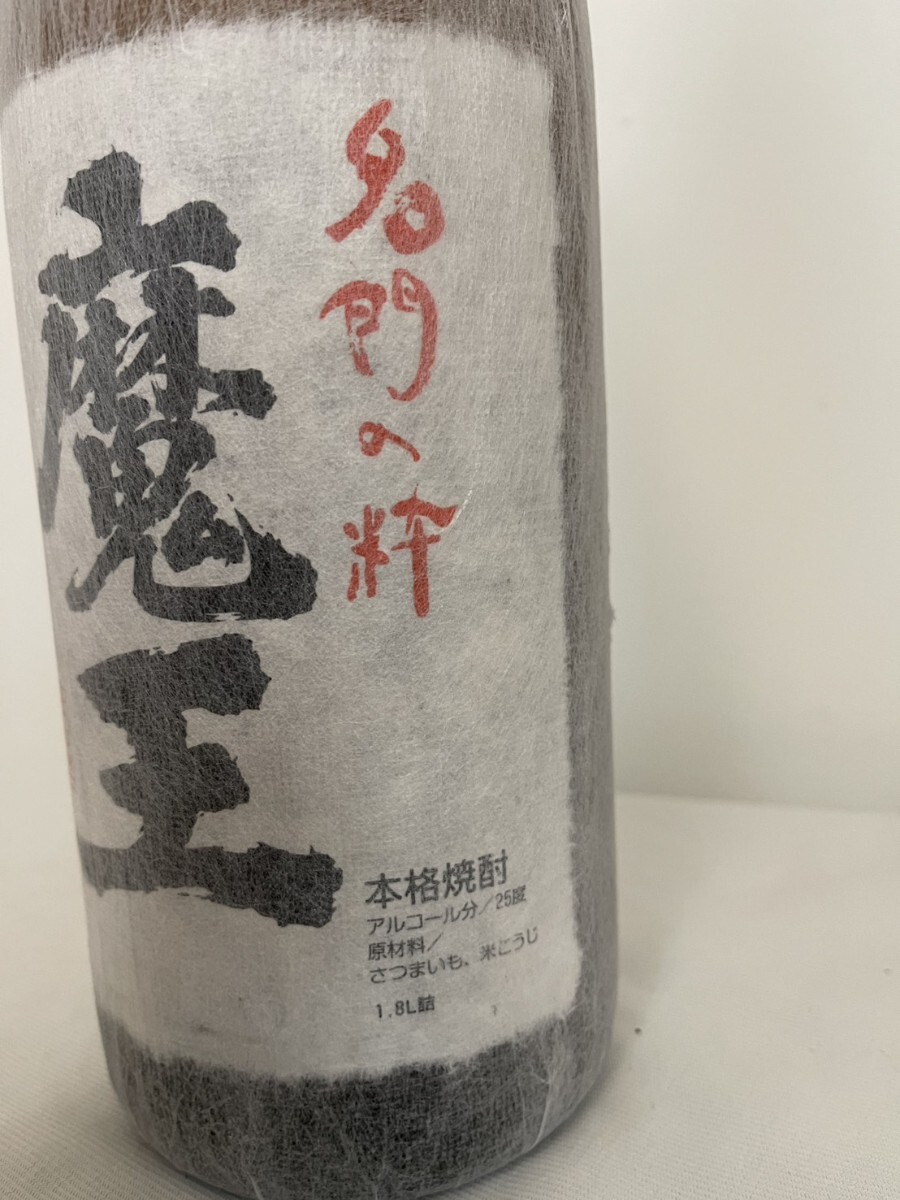 名門の粋
魔王
本格焼酎
アルコール分／25度
原材料／
さつまいも、米こうじ
1.8L詰